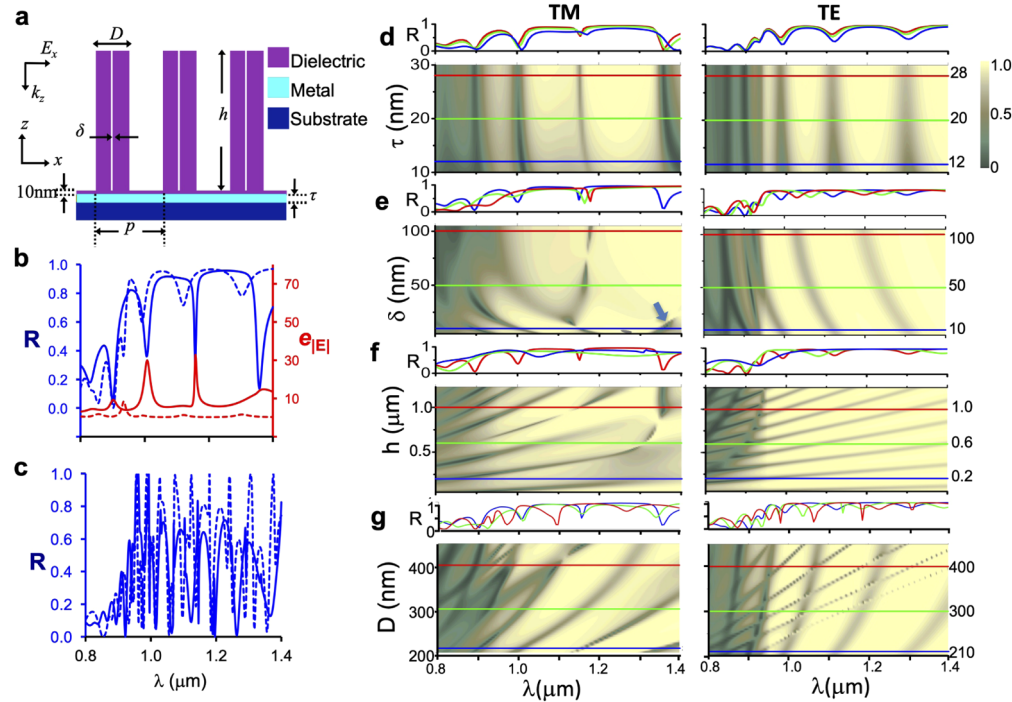 a
D
E_x
k_z
z
x
δ
h
Dielectric
Metal
Substrate
10nm
τ
p
b
R
1.0
0.8
0.6
0.4
0.2
0.0
70
50
30
10
e|E|
c
R
1.0
0.8
0.6
0.4
0.2
0.0
0.8
1.0
1.2
1.4
λ (μm)
TM
TE
d
R
1
0
τ (nm)
30
20
10
28
20
12
1.0
0.5
0
e
R
1
0
δ (nm)
100
50
100
50
10
f
R
1
0
h (μm)
1.0
0.5
1.0
0.6
0.2
g
R
1
0
D (nm)
400
300
200
400
300
210
0.8
1.0
1.2
1.4
λ(μm)
0.8
1.0
1.2
1.4
λ(μm)